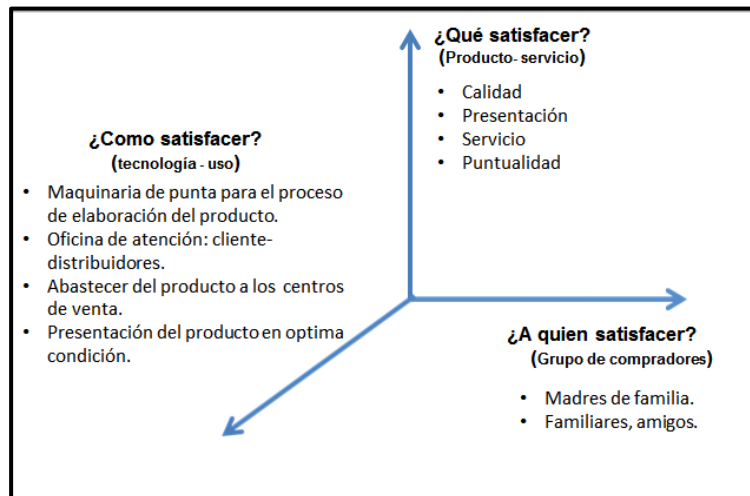 ¿Qué satisfacer?
(Producto- servicio)
• Calidad
• Presentación
• Servicio
• Puntualidad
¿Como satisfacer?
(tecnología - uso)
• Maquinaria de punta para el proceso
de elaboración del producto.
• Oficina de atención: cliente-
distribuidores.
• Abastecer del producto a los centros
de venta.
• Presentación del producto en optima
condición.
¿A quien satisfacer?
(Grupo de compradores)
• Madres de familia.
• Familiares, amigos.